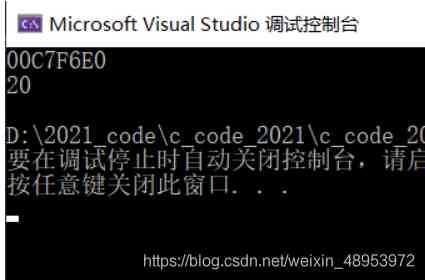 Microsoft Visual Studio 调试控制台
00C7F6E0
20
D:\2021_code\c_code_2021\c_code_20
要在调试停止时自动关闭控制台，请启
按任意键关闭此窗口. . .
https://blog.csdn.net/weixin_48953972